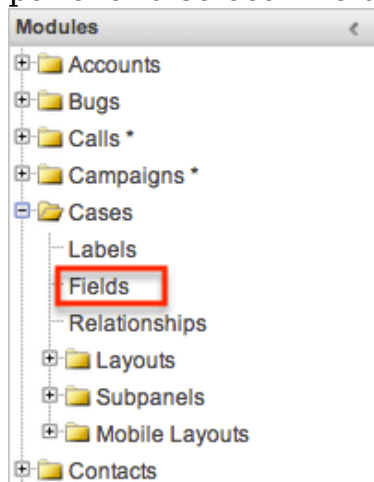 Modules
Accounts
Bugs
Calls *
Campaigns *
Cases
Labels
Fields
Relationships
Layouts
Subpanels
Mobile Layouts
Contacts